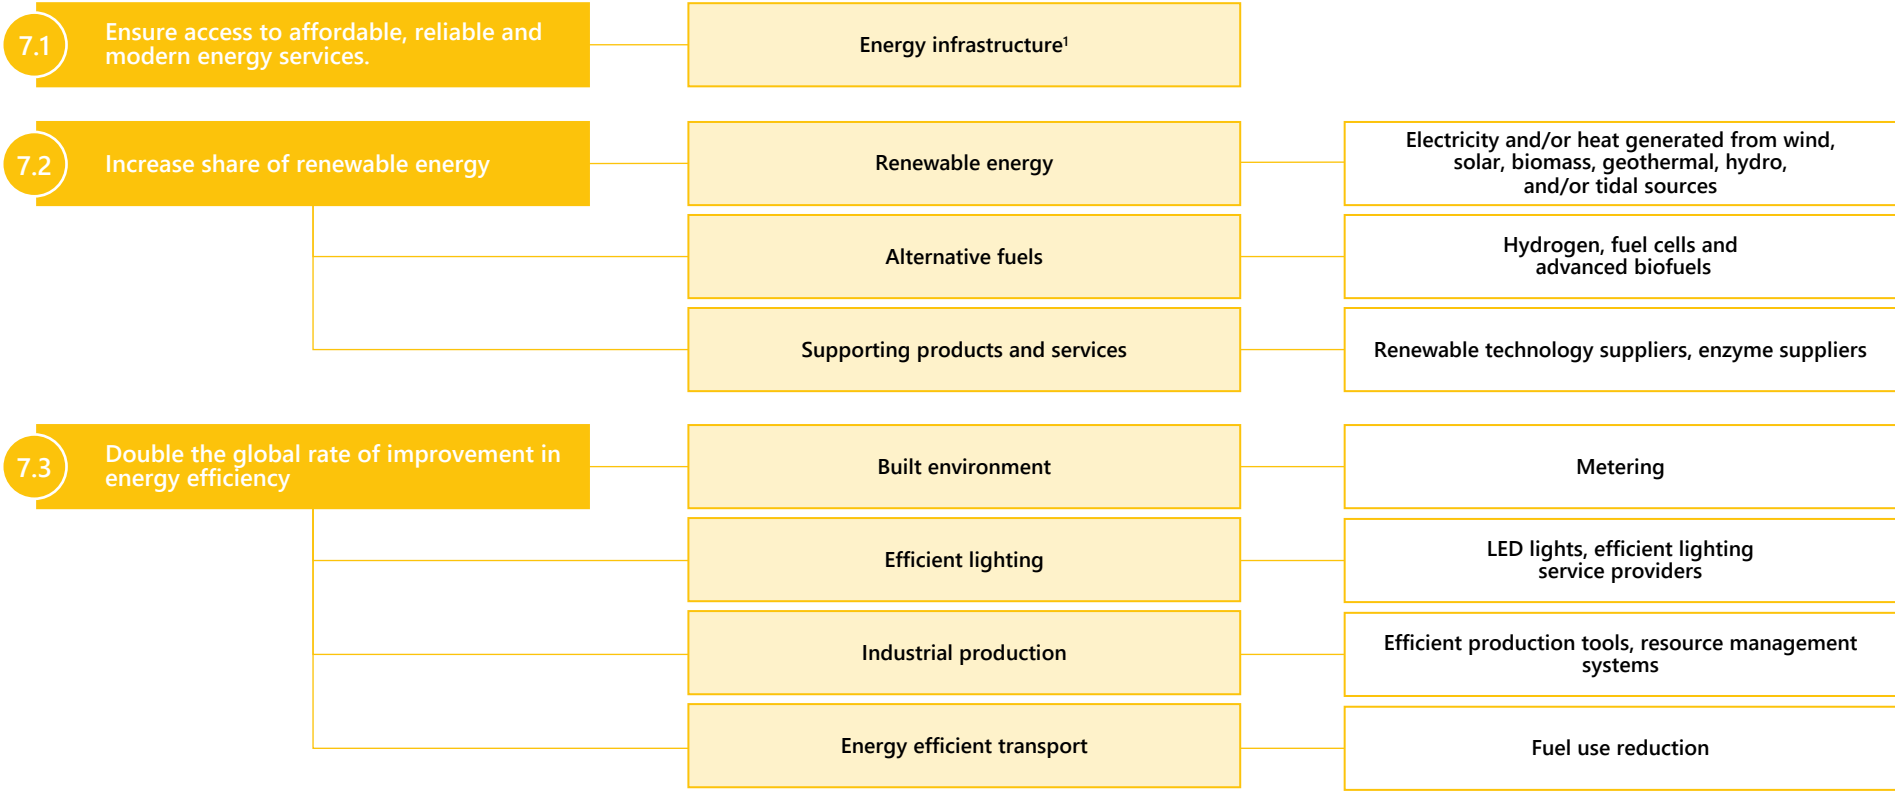 7.1
Ensure access to affordable, reliable and
modern energy services.
Energy infrastructure¹
7.2
Increase share of renewable energy
Renewable energy
Electricity and/or heat generated from wind,
solar, biomass, geothermal, hydro,
and/or tidal sources
Alternative fuels
Hydrogen, fuel cells and
advanced biofuels
Supporting products and services
Renewable technology suppliers, enzyme suppliers
7.3
Double the global rate of improvement in
energy efficiency
Built environment
Metering
Efficient lighting
LED lights, efficient lighting
service providers
Industrial production
Efficient production tools, resource management
systems
Energy efficient transport
Fuel use reduction